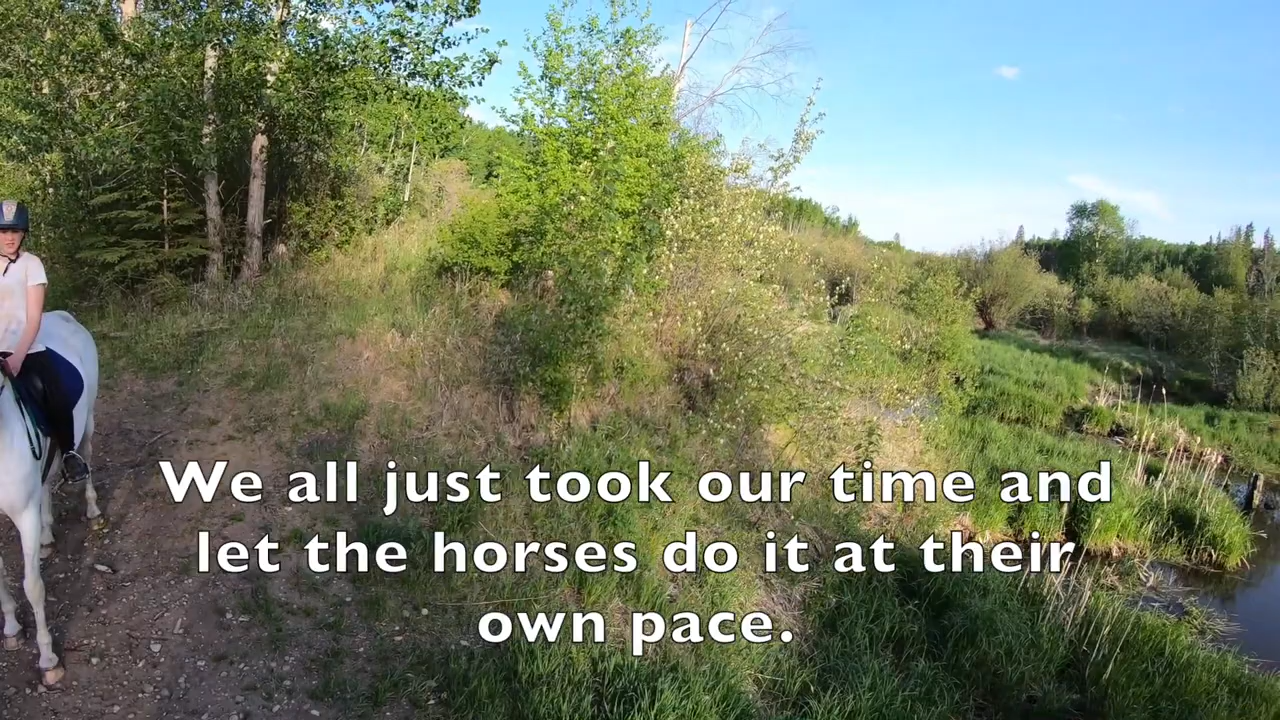 We all just took our time and
let the horses do it at their
own pace.